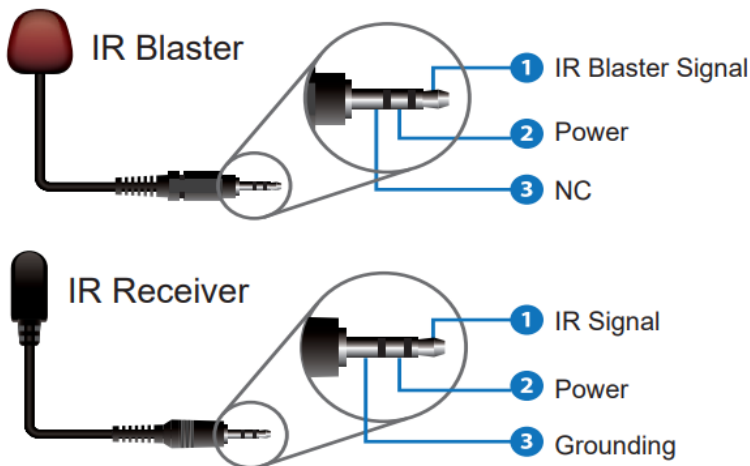 IR Blaster
1 IR Blaster Signal
2 Power
3 NC
IR Receiver
1 IR Signal
2 Power
3 Grounding